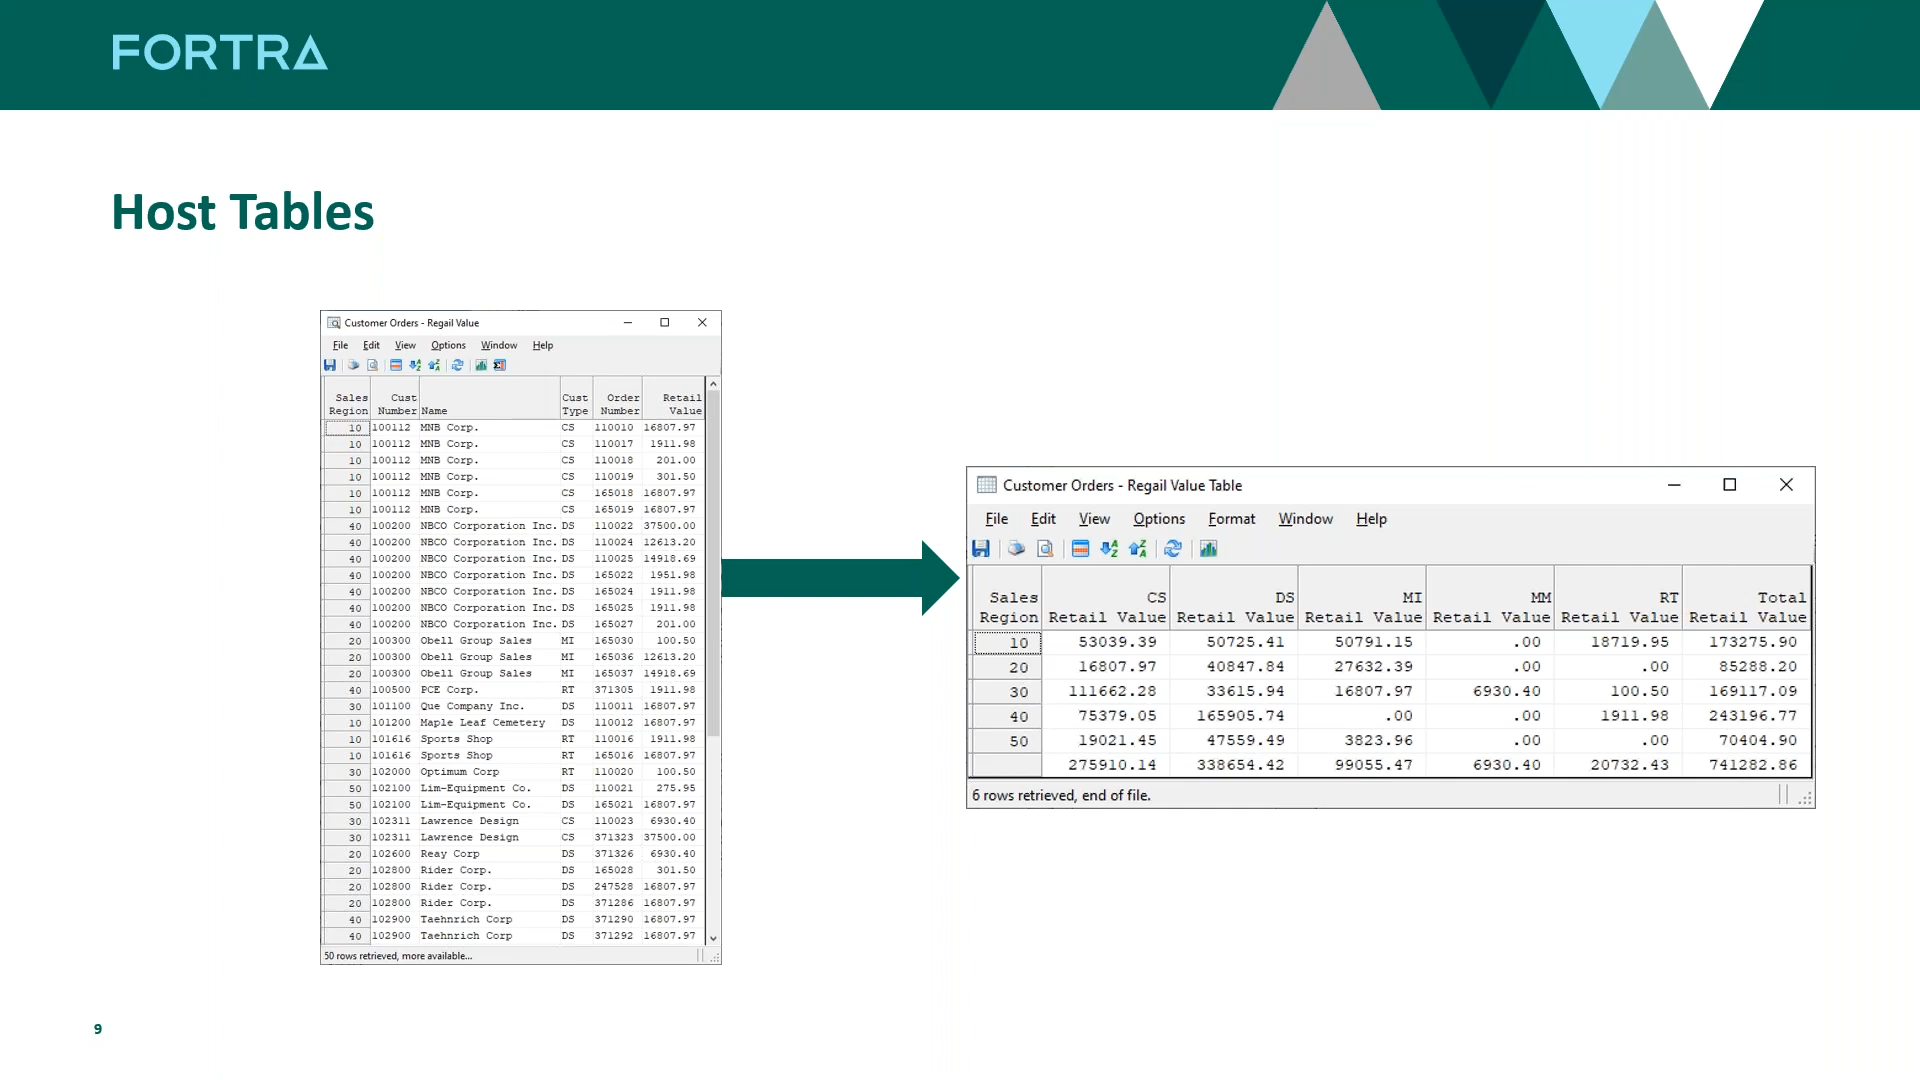 FORTRA
Host Tables
Customer Orders - Regail Value
File Edit View Options Window Help
Sales Cust Cust Order Retail
Region Number Name Type Number Value
10 100112 MNB Corp. CS 110010 16807.97
10 100112 MNB Corp. CS 110017 1911.98
10 100112 MNB Corp. CS 110018 201.00
10 100112 MNB Corp. CS 110019 301.50
10 100112 MNB Corp. CS 165018 16807.97
10 100112 MNB Corp. CS 165019 16807.97
40 100200 NBCO Corporation Inc. DS 110022 37500.00
40 100200 NBCO Corporation Inc. DS 110024 12613.20
40 100200 NBCO Corporation Inc. DS 110025 14918.69
40 100200 NBCO Corporation Inc. DS 165022 1951.98
40 100200 NBCO Corporation Inc. DS 165024 1911.98
40 100200 NBCO Corporation Inc. DS 165025 1911.98
40 100200 NBCO Corporation Inc. DS 165027 201.00
20 100300 Obell Group Sales MI 165030 100.50
20 100300 Obell Group Sales MI 165036 12613.20
20 100300 Obell Group Sales MI 165037 14918.69
40 100500 PCE Corp. RT 371305 1911.98
30 101100 Que Company Inc. DS 110011 16807.97
10 101200 Maple Leaf Cemetery DS 110012 16807.97
10 101616 Sports Shop RT 110016 1911.98
10 101616 Sports Shop RT 165016 16807.97
30 102000 Optimum Corp RT 110020 100.50
50 102100 Lim-Equipment Co. DS 110021 275.95
50 102100 Lim-Equipment Co. DS 165021 16807.97
30 102311 Lawrence Design CS 110023 6930.40
30 102311 Lawrence Design CS 371323 37500.00
20 102600 Reay Corp DS 371326 6930.40
20 102800 Rider Corp. DS 165028 301.50
20 102800 Rider Corp. DS 247528 16807.97
20 102800 Rider Corp. DS 371286 16807.97
40 102900 Taehnrich Corp DS 371290 16807.97
40 102900 Taehnrich Corp DS 371292 16807.97
50 rows retrieved, more available...
Customer Orders - Regail Value Table
File Edit View Options Format Window Help
Sales CS DS MI MM RT Total
Region Retail Value Retail Value Retail Value Retail Value Retail Value Retail Value
10 53039.39 50725.41 50791.15 .00 18719.95 173275.90
20 16807.97 40847.84 27632.39 .00 .00 85288.20
30 111662.28 33615.94 16807.97 6930.40 100.50 169117.09
40 75379.05 165905.74 .00 .00 1911.98 243196.77
50 19021.45 47559.49 3823.96 .00 .00 70404.90
275910.14 338654.42 99055.47 6930.40 20732.43 741282.86
6 rows retrieved, end of file.
9